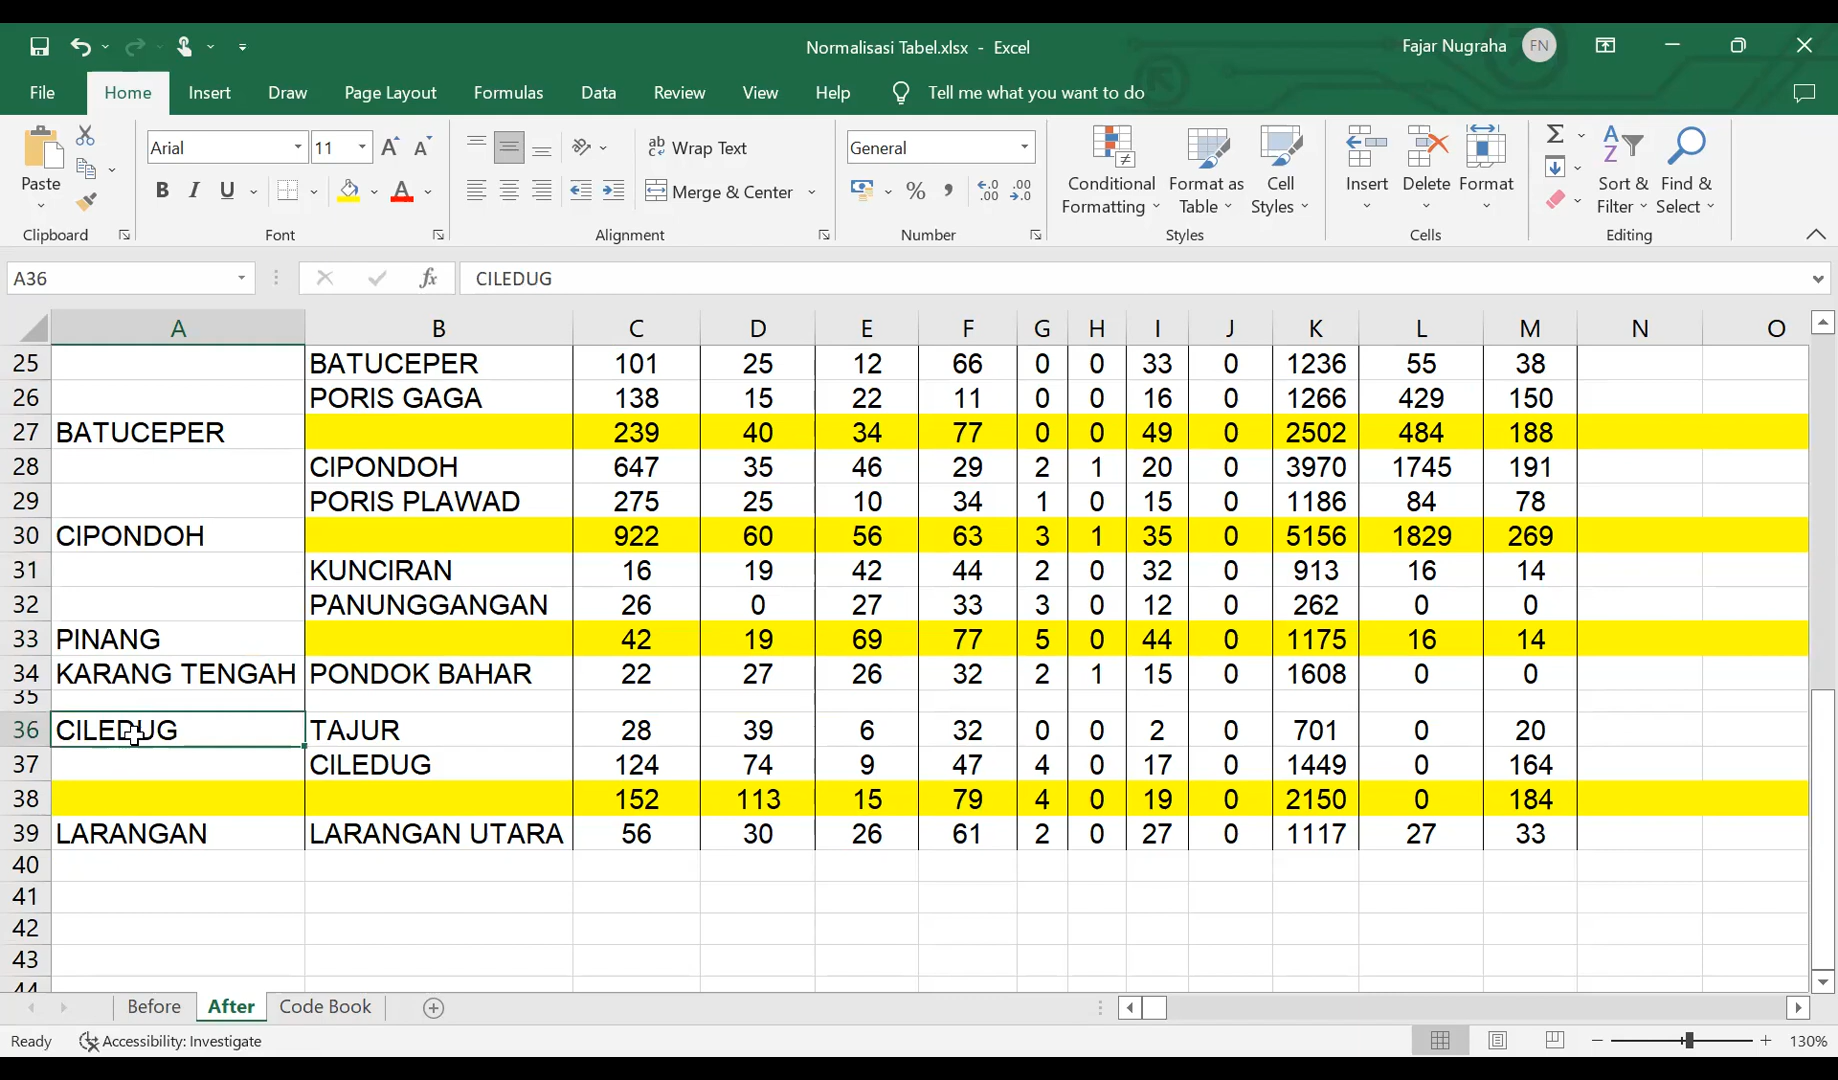 Normalisasi Tabel.xlsx - Excel
Fajar Nugraha FN
File Home Insert Draw Page Layout Formulas Data Review View Help Tell me what you want to do
Arial 11 Wrap Text General
Paste B I U A Merge & Center % Conditional Formatting Format as Table Cell Styles Insert Delete Format Sort & Filter Find & Select
Clipboard Font Alignment Number Styles Cells Editing
A36 fx CILEDUG
A B C D E F G H I J K L M N O
25 BATUCEPER 101 25 12 66 0 0 33 0 1236 55 38
26 PORIS GAGA 138 15 22 11 0 0 16 0 1266 429 150
27 BATUCEPER 239 40 34 77 0 0 49 0 2502 484 188
28 CIPONDOH 647 35 46 29 2 1 20 0 3970 1745 191
29 PORIS PLAWAD 275 25 10 34 1 0 15 0 1186 84 78
30 CIPONDOH 922 60 56 63 3 1 35 0 5156 1829 269
31 KUNCIRAN 16 19 42 44 2 0 32 0 913 16 14
32 PANUNGGANGAN 26 0 27 33 3 0 12 0 262 0 0
33 PINANG 42 19 69 77 5 0 44 0 1175 16 14
34 KARANG TENGAH PONDOK BAHAR 22 27 26 32 2 1 15 0 1608 0 0
35
36 CILEDUG TAJUR 28 39 6 32 0 0 2 0 701 0 20
37 CILEDUG 124 74 9 47 4 0 17 0 1449 0 164
38 152 113 15 79 4 0 19 0 2150 0 184
39 LARANGAN LARANGAN UTARA 56 30 26 61 2 0 27 0 1117 27 33
40
41
42
43
44
Before After Code Book
Ready Accessibility: Investigate 130%